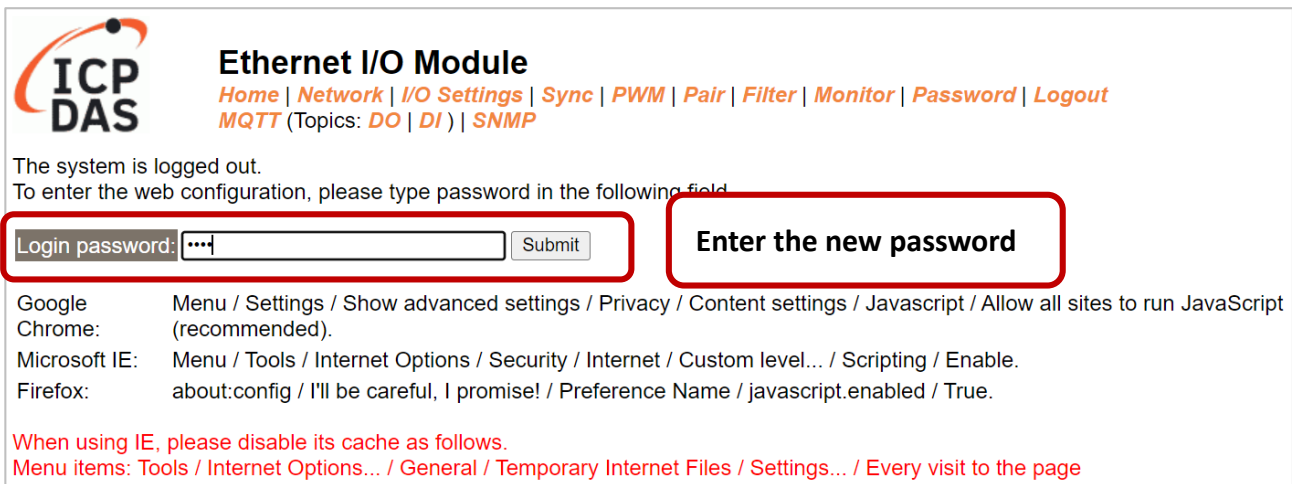 ICP
DAS
Ethernet I/O Module
Home | Network | I/O Settings | Sync | PWM | Pair | Filter | Monitor | Password | Logout
MQTT (Topics: DO | DI ) | SNMP
The system is logged out.
To enter the web configuration, please type password in the following field
Login password: •••• Submit
Enter the new password
Google Chrome: Menu / Settings / Show advanced settings / Privacy / Content settings / Javascript / Allow all sites to run JavaScript
(recommended).
Microsoft IE: Menu / Tools / Internet Options / Security / Internet / Custom level... / Scripting / Enable.
Firefox: about:config / I'll be careful, I promise! / Preference Name / javascript.enabled / True.
When using IE, please disable its cache as follows.
Menu items: Tools / Internet Options... / General / Temporary Internet Files / Settings... / Every visit to the page